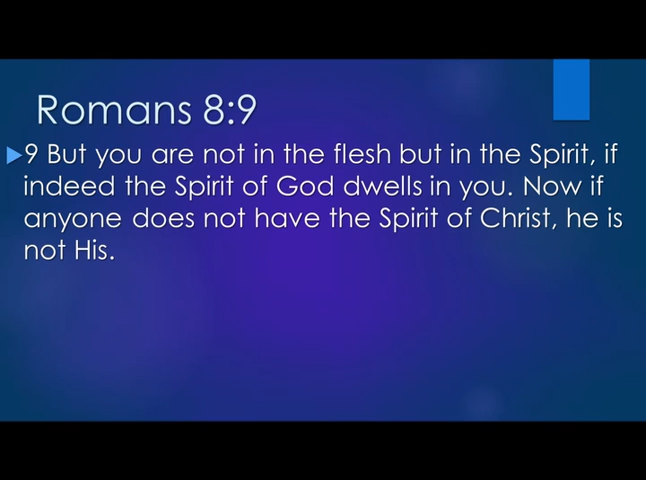 Romans 8:9
9 But you are not in the flesh but in the Spirit, if
indeed the Spirit of God dwells in you. Now if
anyone does not have the Spirit of Christ, he is
not His.